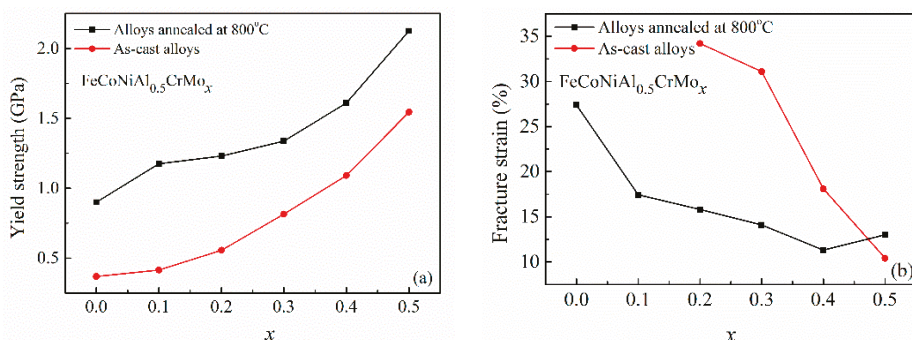 Alloys annealed at 800°C
As-cast alloys
FeCoNiAl0.5CrMox
Yield strength (GPa)
2.0
1.5
1.0
0.5
0.0 0.1 0.2 0.3 0.4 0.5
x
(a)
Alloys annealed at 800°C
As-cast alloys
FeCoNiAl0.5CrMox
Fracture strain (%)
35
30
25
20
15
10
0.0 0.1 0.2 0.3 0.4 0.5
x
(b)